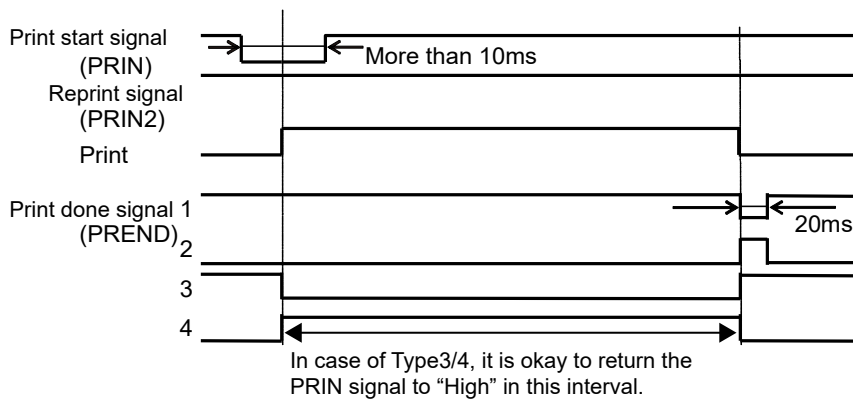 Print start signal
(PRIN)
More than 10ms
Reprint signal
(PRIN2)
Print
Print done signal 1
(PREND)
20ms
2
3
4
In case of Type3/4, it is okay to return the
PRIN signal to “High” in this interval.